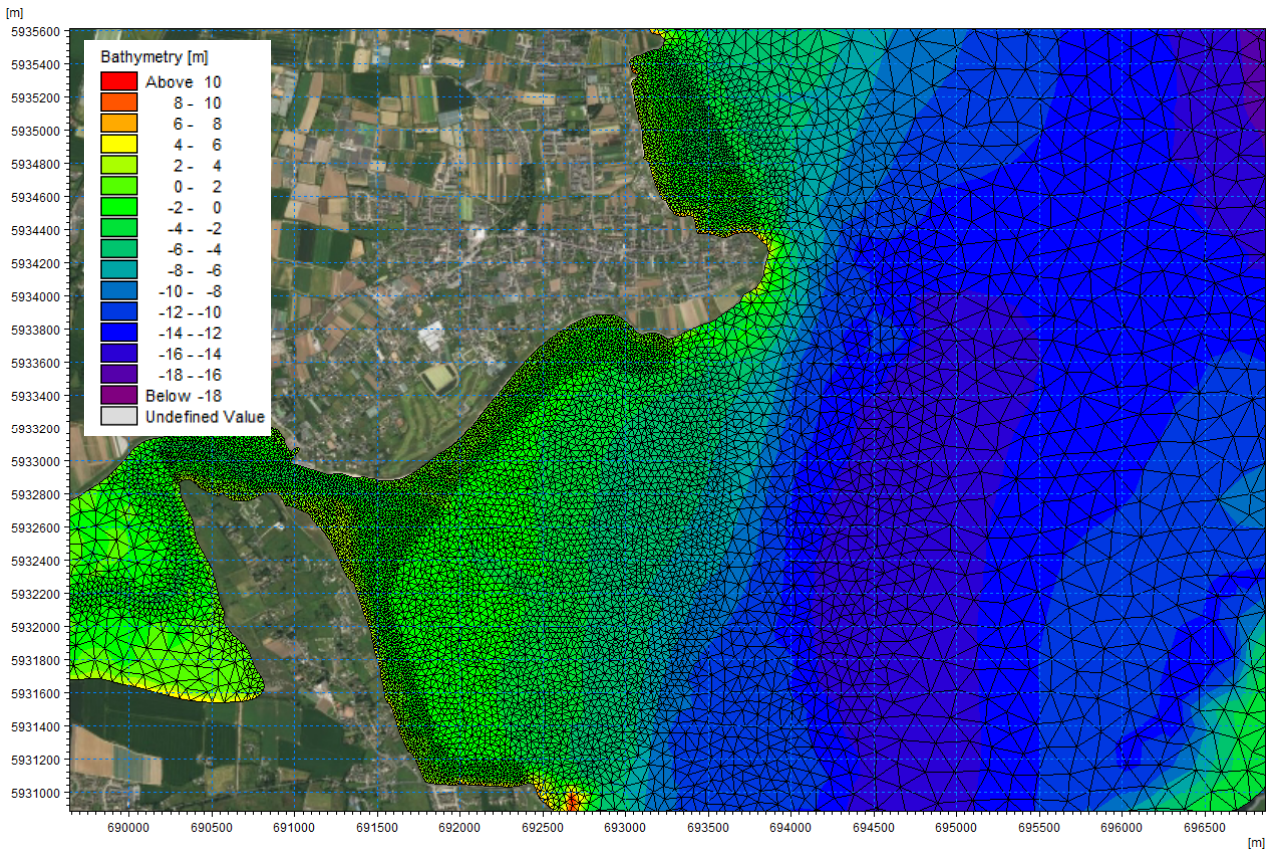 [m]
5935600
5935400
5935200
5935000
5934800
5934600
5934400
5934200
5934000
5933800
5933600
5933400
5933200
5933000
5932800
5932600
5932400
5932200
5932000
5931800
5931600
5931400
5931200
5931000
Bathymetry [m]
Above 10
8 - 10
6 - 8
4 - 6
2 - 4
0 - 2
-2 - 0
-4 - -2
-6 - -4
-8 - -6
-10 - -8
-12 - -10
-14 - -12
-16 - -14
-18 - -16
Below -18
Undefined Value
690000 690500 691000 691500 692000 692500 693000 693500 694000 694500 695000 695500 696000 696500
[m]